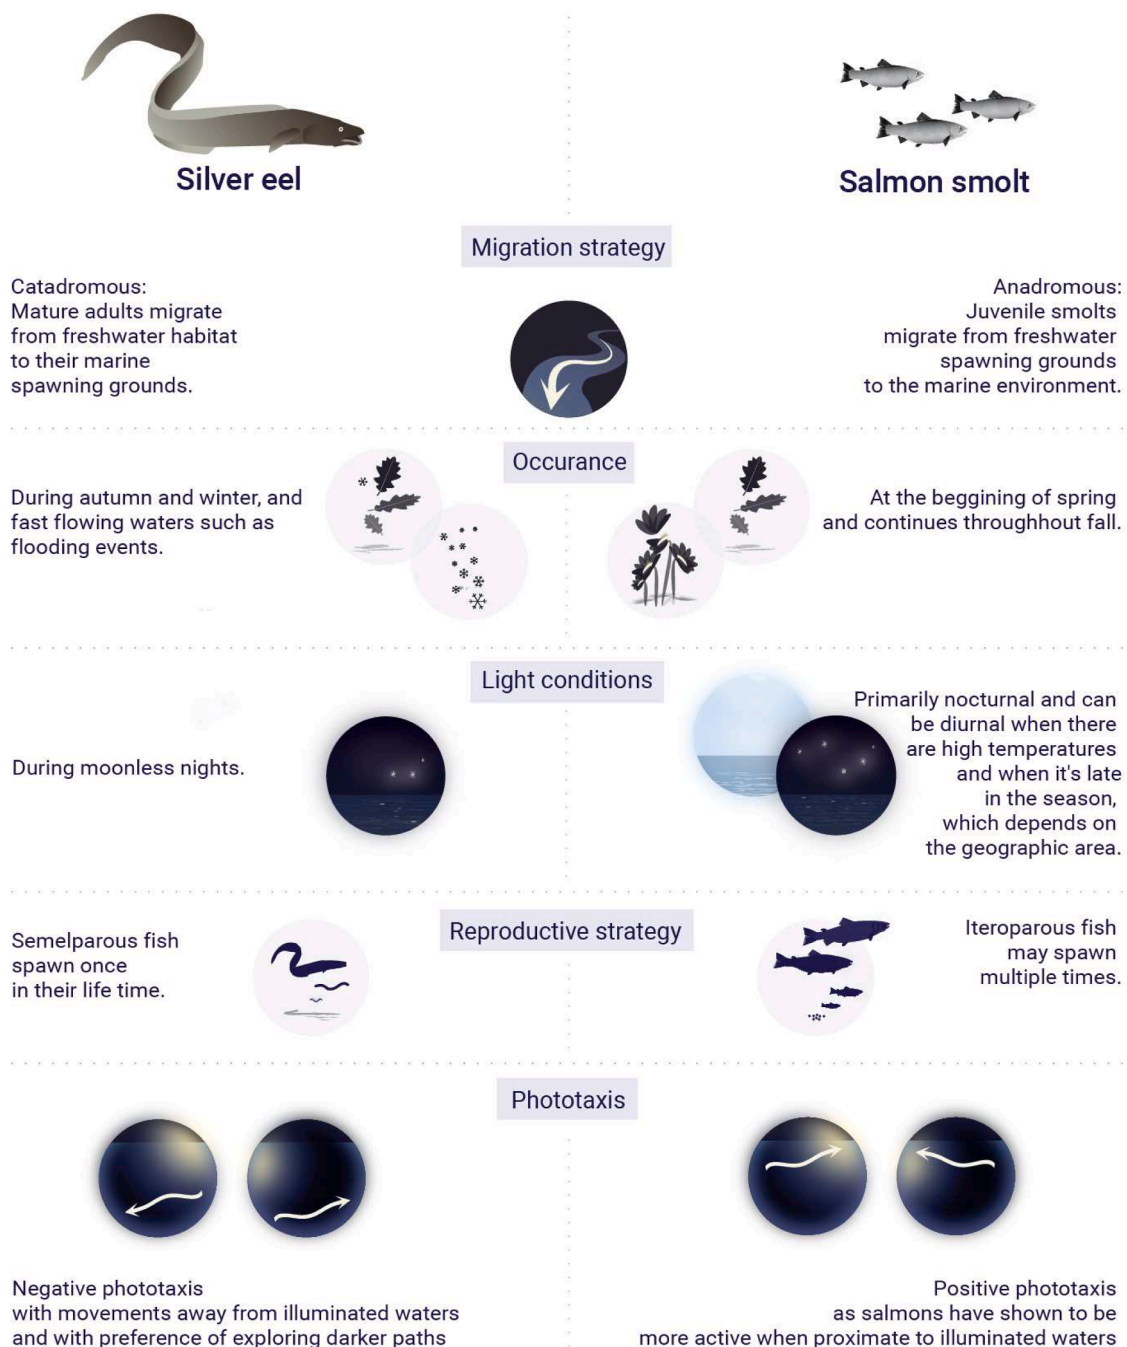 Silver eel
Salmon smolt
Migration strategy
Catadromous:
Mature adults migrate
from freshwater habitat
to their marine
spawning grounds.
Anadromous:
Juvenile smolts
migrate from freshwater
spawning grounds
to the marine environment.
Occurance
During autumn and winter, and
fast flowing waters such as
flooding events.
At the beggining of spring
and continues throughhout fall.
Light conditions
During moonless nights.
Primarily nocturnal and can
be diurnal when there
are high temperatures
and when it's late
in the season,
which depends on
the geographic area.
Reproductive strategy
Semelparous fish
spawn once
in their life time.
Iteroparous fish
may spawn
multiple times.
Phototaxis
Negative phototaxis
with movements away from illuminated waters
and with preference of exploring darker paths
Positive phototaxis
as salmons have shown to be
more active when proximate to illuminated waters